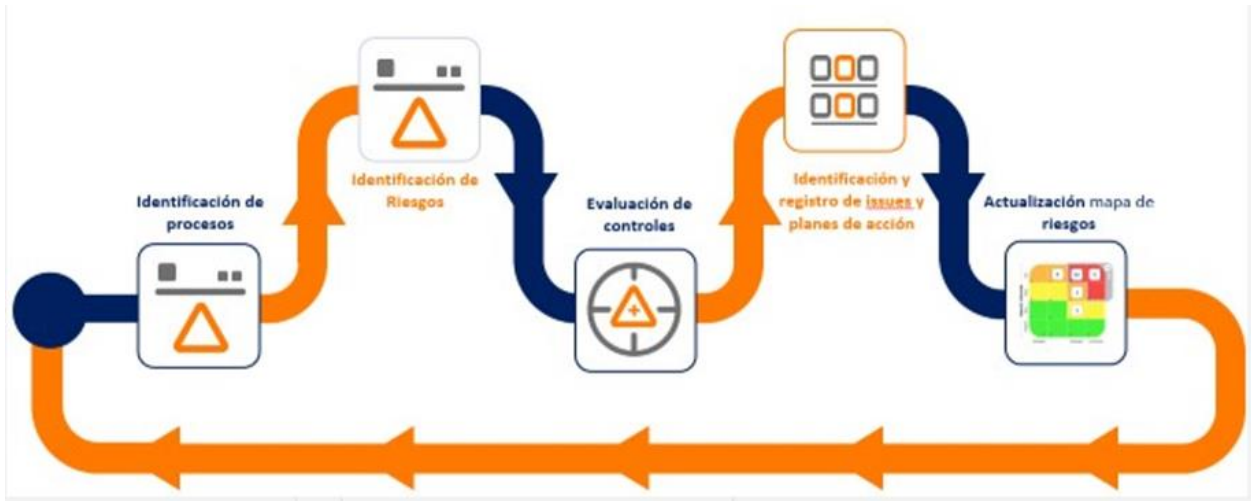 Identificación de
procesos
Identificación de
Riesgos
Evaluación de
controles
Identificación y
registro de issues y
planes de acción
Actualización mapa de
riesgos